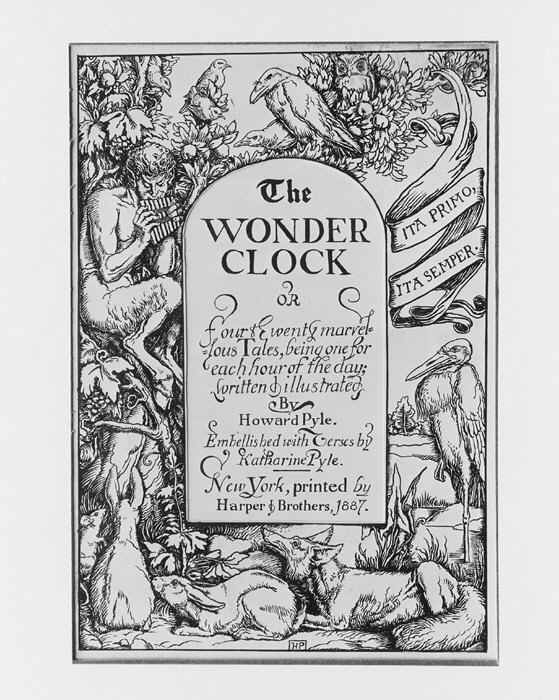 The
WONDER
CLOCK
OR
Four & twenty marvel-
-lous Tales, being one for
each hour of the day:
written & illustrated
By
Howard Pyle.
Embellished with Verses by
Katharine Pyle.
New York, printed by
Harper & Brothers, 1887.
ITA PRIMO,
ITA SEMPER.
HP